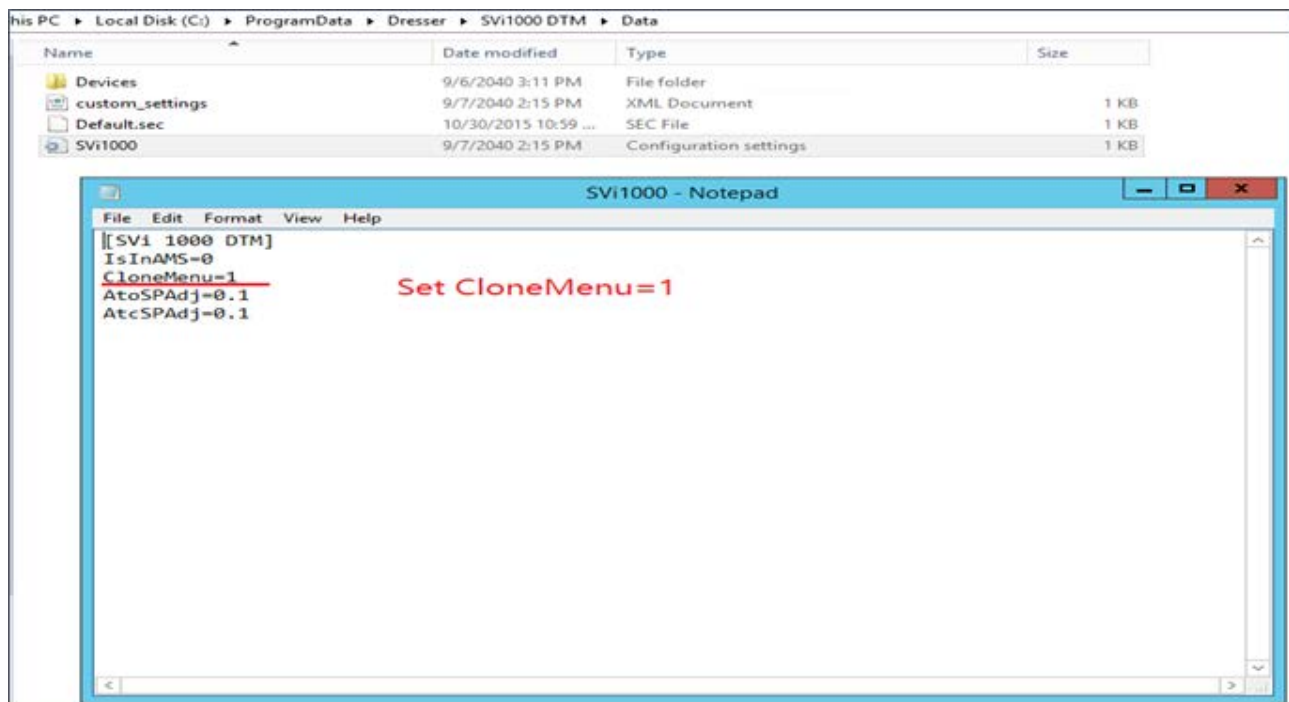 his PC ▸ Local Disk (C:) ▸ ProgramData ▸ Dresser ▸ SVi1000 DTM ▸ Data
Name Date modified Type Size
Devices 9/6/2040 3:11 PM File folder
custom_settings 9/7/2040 2:15 PM XML Document 1 KB
Default.sec 10/30/2015 10:59 ... SEC File 1 KB
SVi1000 9/7/2040 2:15 PM Configuration settings 1 KB
SVi1000 - Notepad
File Edit Format View Help
[SVi 1000 DTM]
IsInAMS=0
CloneMenu=1
Set CloneMenu=1
AtoSPAdj=0.1
AtcSPAdj=0.1